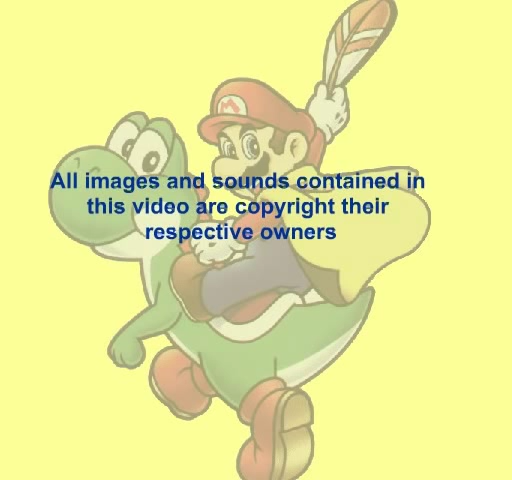 All images and sounds contained in
this video are copyright their
respective owners
M